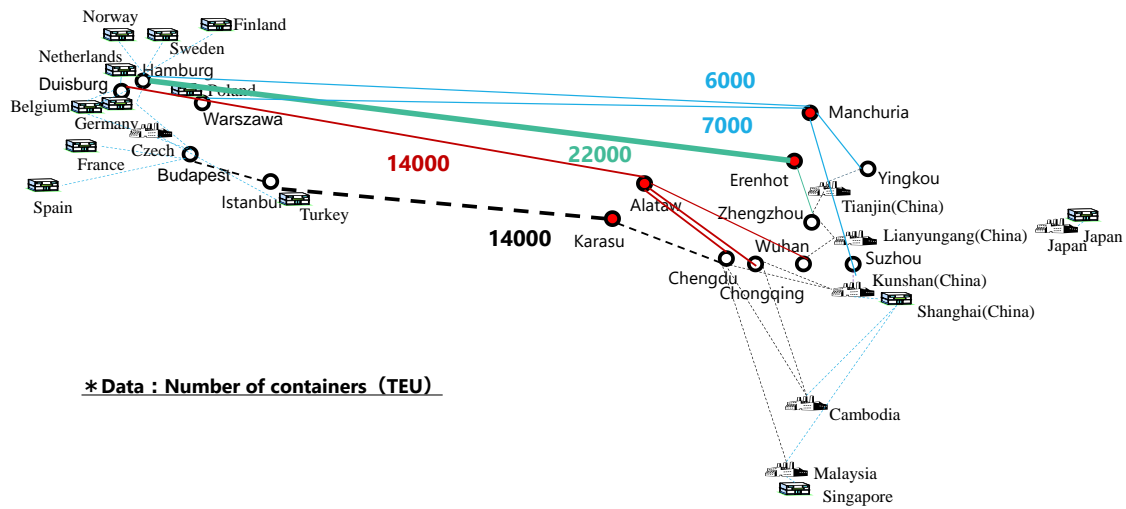 Norway
Finland
Sweden
Netherlands
Hamburg
Duisburg
Poland
Belgium
Warszawa
Germany
Czech
France
Budapest
Spain
Istanbul
Turkey
6000
7000
Manchuria
14000
22000
Erenhot
Yingkou
Alataw
Tianjin(China)
Zhengzhou
Karasu
14000
Lianyungang(China)
Japan
Japan
Wuhan
Suzhou
Chengdu
Chongqing
Kunshan(China)
Shanghai(China)
*Data : Number of containers (TEU)
Cambodia
Malaysia
Singapore